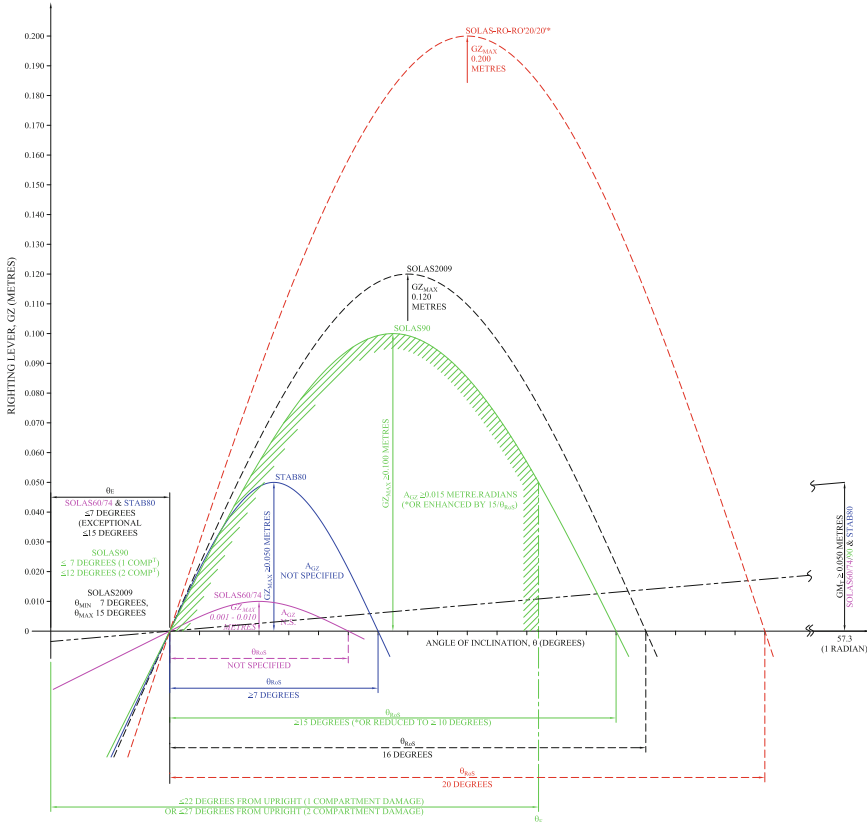 SOLAS-RO-RO'20/20'*
GZMAX
0.200
METRES
0.200
0.190
0.180
0.170
0.160
0.150
0.140
0.130
0.120
0.110
0.100
0.090
0.080
0.070
0.060
0.050
0.040
0.030
0.020
0.010
0
RIGHTING LEVER, GZ (METRES)
SOLAS2009
GZMAX
0.120
METRES
SOLAS90
GZMAX ≥0.100 METRES
AGZ ≥0.015 METRE.RADIANS
(*OR ENHANCED BY 15/θRoS)
STAB80
GZMAX ≥0.050 METRES
AGZ
NOT SPECIFIED
SOLAS60/74
GZMAX
0.001 - 0.010
METRES
AGZ
N.S.
θE
SOLAS60/74 & STAB80
≤7 DEGREES
(EXCEPTIONAL
≤15 DEGREES
SOLAS90
≤ 7 DEGREES (1 COMPT)
≤12 DEGREES (2 COMPT)
SOLAS2009
θMIN 7 DEGREES,
θMAX 15 DEGREES
ANGLE OF INCLINATION, θ (DEGREES)
GMF ≥0.050 METRES
SOLAS60/74/90 & STAB80
57.3
(1 RADIAN)
θRoS
NOT SPECIFIED
θRoS
≥7 DEGREES
θRoS
≥15 DEGREES (*OR REDUCED TO ≥ 10 DEGREES)
θRoS
16 DEGREES
θRoS
20 DEGREES
≤22 DEGREES FROM UPRIGHT (1 COMPARTMENT DAMAGE)
OR ≤27 DEGREES FROM UPRIGHT (2 COMPARTMENT DAMAGE)